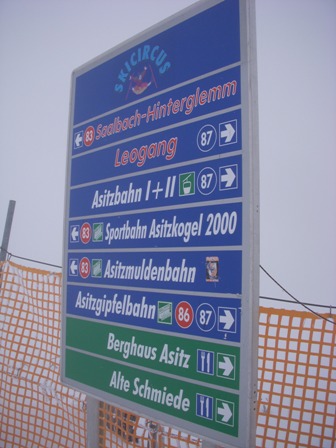 SKICIRCUS
83 Saalbach-Hinterglemm
Leogang 87
Asitzbahn I+II 87
83 Sportbahn Asitzkogel 2000
83 Asitzmuldenbahn
Asitzgipfelbahn 86 87
Berghaus Asitz
Alte Schmiede